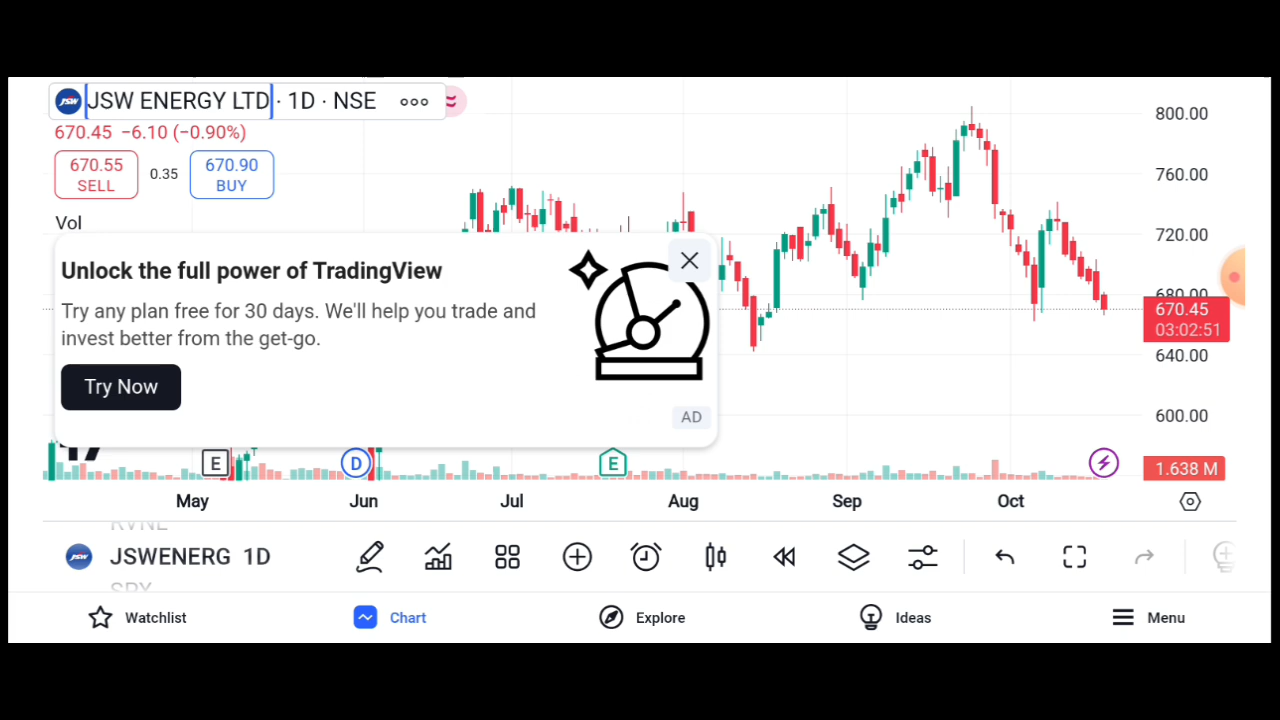 JSW JSW ENERGY LTD · 1D · NSE
800.00
670.45 −6.10 (−0.90%)
670.55 0.35 670.90
SELL BUY
760.00
Vol
720.00
Unlock the full power of TradingView
Try any plan free for 30 days. We'll help you trade and
invest better from the get-go.
680.00
670.45
03:02:51
640.00
Try Now
AD
600.00
E D E
1.638 M
May Jun Jul Aug Sep Oct
JSW JSWENERG 1D
Watchlist Chart Explore Ideas Menu